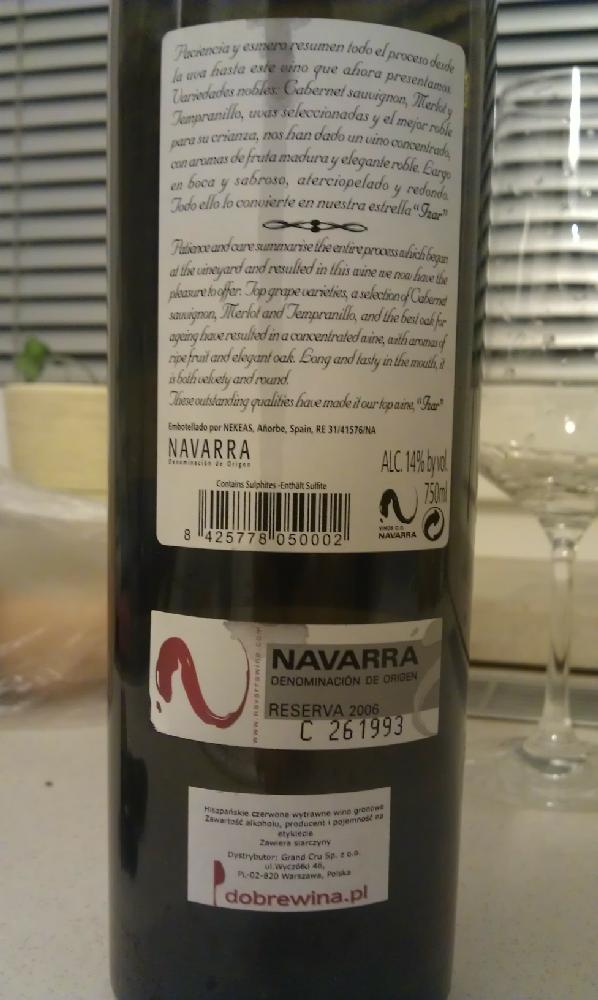 Paciencia y esmero resumen todo el proceso desde
la uva hasta este vino que ahora presentamos.
Variedades nobles: Cabernet sauvignon, Merlot y
Tempranillo, uvas seleccionadas y el mejor roble
para su crianza, nos han dado un vino concentrado,
con aromas de fruta madura y elegante roble. Largo
en boca y sabroso, aterciopelado y redondo.
Todo ello lo convierte en nuestra estrella "Izar"
Patience and care summarise the entire process which began
at the vineyard and resulted in this wine we now have the
pleasure to offer. Top grape varieties, a selection of Cabernet
sauvignon, Merlot and Tempranillo, and the best oak for
ageing have resulted in a concentrated wine, with aromas of
ripe fruit and elegant oak. Long and tasty in the mouth, it
is both velvety and round.
These outstanding qualities have made it our top wine, "Izar"
Embotellado por NEKEAS, Añorbe, Spain, RE 31/41576/NA
NAVARRA
Denominación de Origen
ALC. 14% by vol.
750ml
Contains Sulphites -Enthält Sulfite
8 425778 050002
VINOS D.O.
NAVARRA
www.navarrawine.com
NAVARRA
DENOMINACIÓN DE ORIGEN
RESERVA 2006
C 261993
Hiszpańskie czerwone wytrawne wino gronowe
Zawartość alkoholu, producent i pojemność na
etykiecie
Zawiera siarczyny
Dystrybutor: Grand Cru Sp. z o.o.
ul.Wyczółki 46,
PL-02-820 Warszawa, Polska
dobrewina.pl